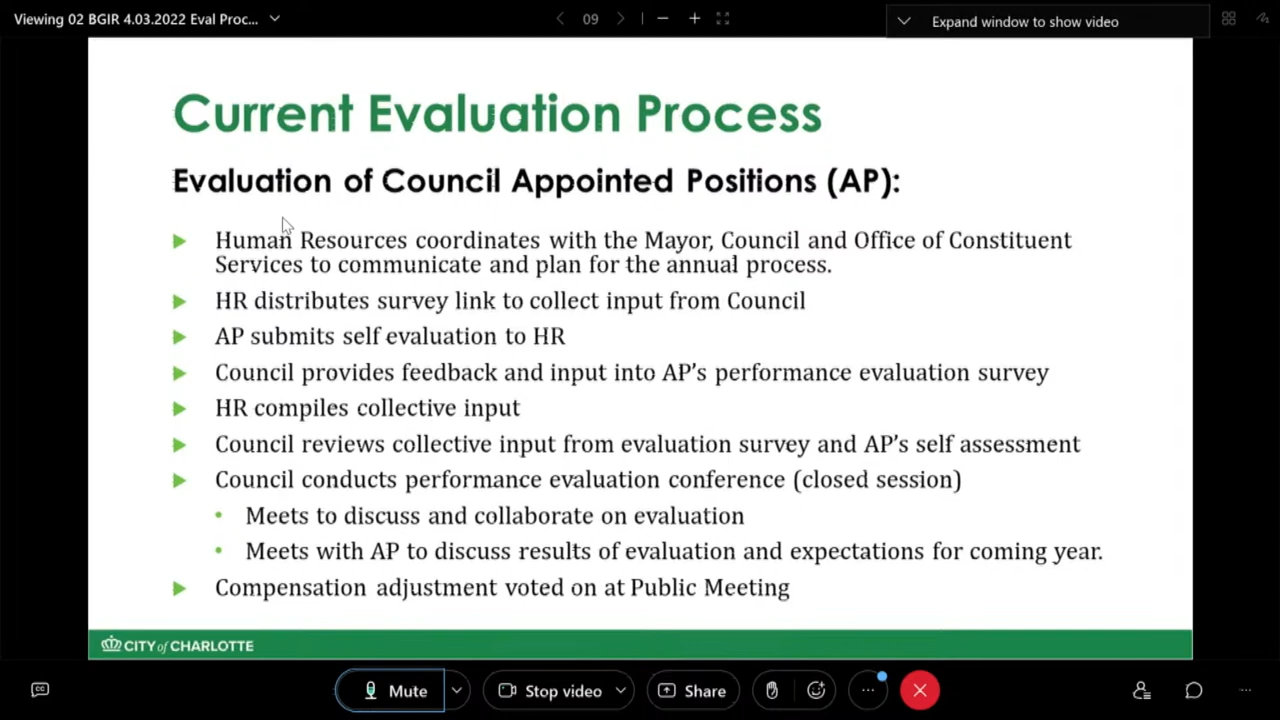 Viewing 02 BGIR 4.03.2022 Eval Proc...
09
Expand window to show video
Current Evaluation Process
Evaluation of Council Appointed Positions (AP):
Human Resources coordinates with the Mayor, Council and Office of Constituent
Services to communicate and plan for the annual process.
HR distributes survey link to collect input from Council
AP submits self evaluation to HR
Council provides feedback and input into AP’s performance evaluation survey
HR compiles collective input
Council reviews collective input from evaluation survey and AP’s self assessment
Council conducts performance evaluation conference (closed session)
Meets to discuss and collaborate on evaluation
Meets with AP to discuss results of evaluation and expectations for coming year.
Compensation adjustment voted on at Public Meeting
CITY of CHARLOTTE
CC
Mute
Stop video
Share